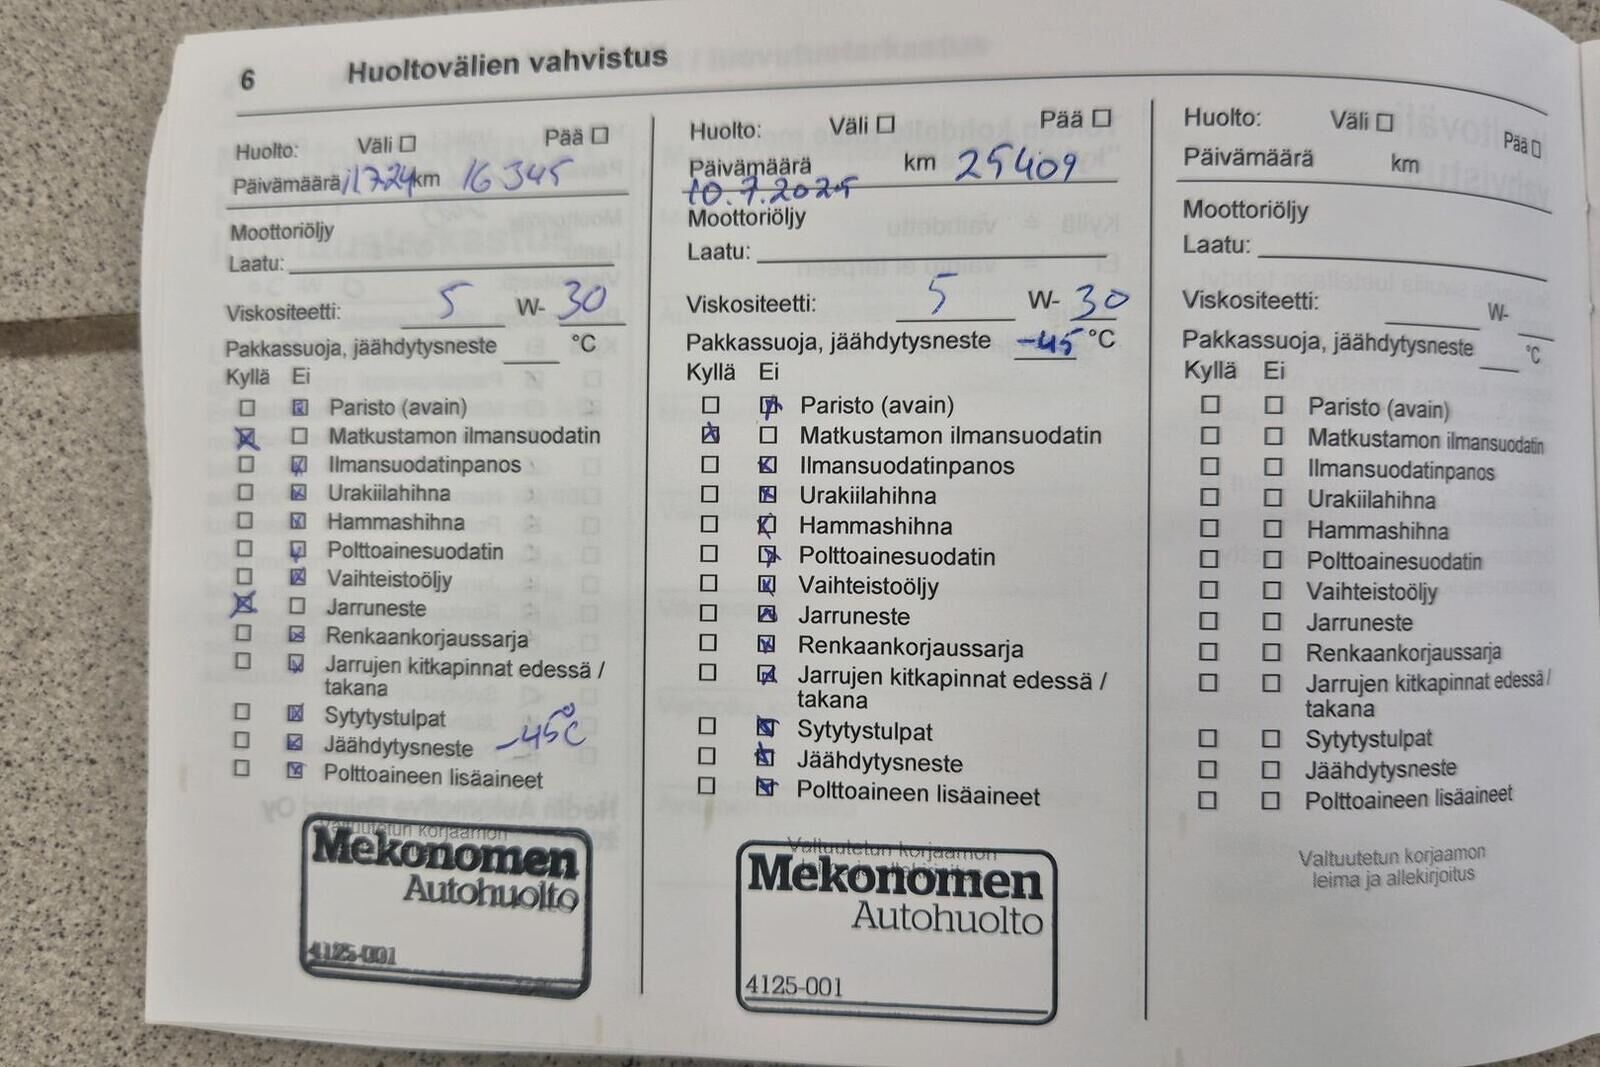 6 Huoltovälien vahvistus
Huolto: Väli ☐ Pää ☐
Päivämäärä 11.7.24 km 16 345
Moottoriöljy
Laatu:
Viskositeetti: 5 W- 30
Pakkassuoja, jäähdytysneste °C
Kyllä Ei
☐ ☒ Paristo (avain)
☒ ☐ Matkustamon ilmansuodatin
☐ ☒ Ilmansuodatinpanos
☐ ☒ Urakiilahihna
☐ ☒ Hammashihna
☐ ☒ Polttoainesuodatin
☐ ☒ Vaihteistoöljy
☒ ☐ Jarruneste
☐ ☒ Renkaankorjaussarja
☐ ☒ Jarrujen kitkapinnat edessä /
takana
☐ ☒ Sytytystulpat
☐ ☒ Jäähdytysneste -45°C
☐ ☒ Polttoaineen lisäaineet
Valtuutetun korjaamon
Mekonomen
Autohuolto
4125-001
Huolto: Väli ☐ Pää ☐
Päivämäärä km 25409
10.7.2025
Moottoriöljy
Laatu:
Viskositeetti: 5 W- 30
Pakkassuoja, jäähdytysneste -45 °C
Kyllä Ei
☐ ☒ Paristo (avain)
☒ ☐ Matkustamon ilmansuodatin
☐ ☒ Ilmansuodatinpanos
☐ ☒ Urakiilahihna
☐ ☒ Hammashihna
☐ ☒ Polttoainesuodatin
☐ ☒ Vaihteistoöljy
☐ ☒ Jarruneste
☐ ☒ Renkaankorjaussarja
☐ ☒ Jarrujen kitkapinnat edessä /
takana
☐ ☒ Sytytystulpat
☐ ☒ Jäähdytysneste
☐ ☒ Polttoaineen lisäaineet
Valtuutetun korjaamon
leima ja allekirjoitus
Mekonomen
Autohuolto
4125-001
Huolto: Väli ☐ Pää ☐
Päivämäärä km
Moottoriöljy
Laatu:
Viskositeetti: W-
Pakkassuoja, jäähdytysneste °C
Kyllä Ei
☐ ☐ Paristo (avain)
☐ ☐ Matkustamon ilmansuodatin
☐ ☐ Ilmansuodatinpanos
☐ ☐ Urakiilahihna
☐ ☐ Hammashihna
☐ ☐ Polttoainesuodatin
☐ ☐ Vaihteistoöljy
☐ ☐ Jarruneste
☐ ☐ Renkaankorjaussarja
☐ ☐ Jarrujen kitkapinnat edessä /
takana
☐ ☐ Sytytystulpat
☐ ☐ Jäähdytysneste
☐ ☐ Polttoaineen lisäaineet
Valtuutetun korjaamon
leima ja allekirjoitus